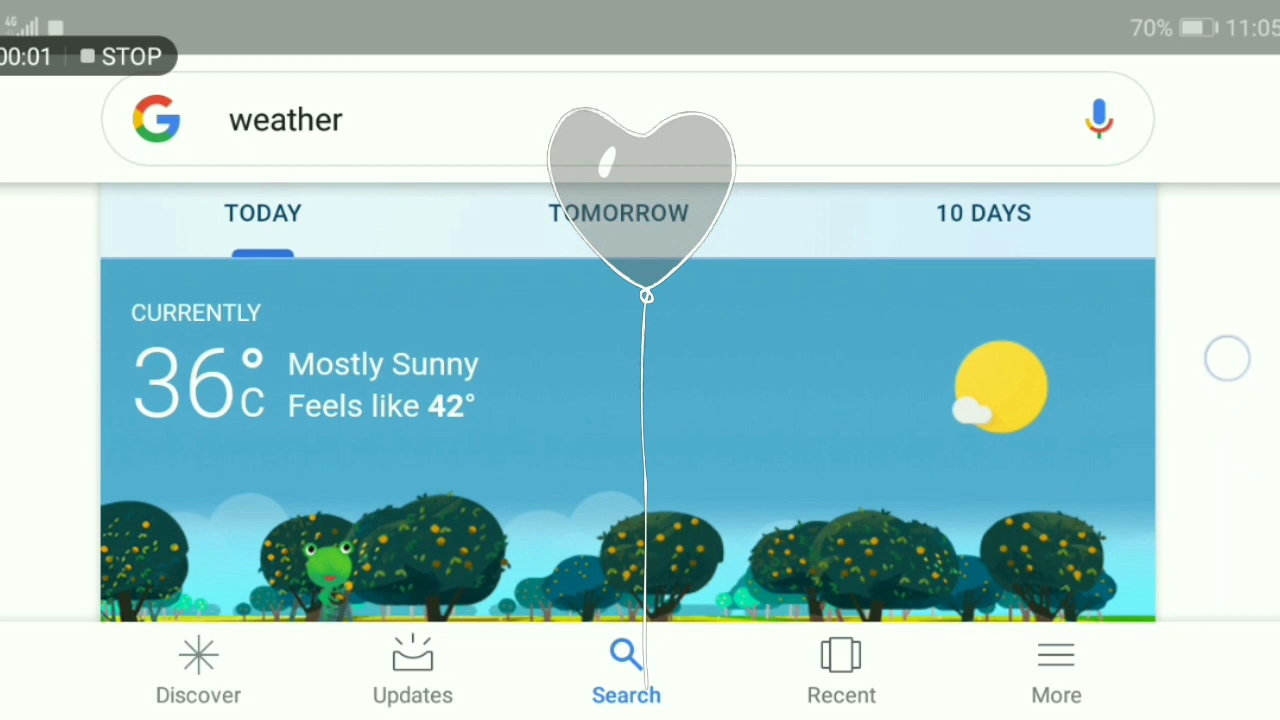 4G
70% 11:05
00:01 STOP
weather
TODAY TOMORROW 10 DAYS
CURRENTLY
36°C
Mostly Sunny
Feels like 42°
Discover Updates Search Recent More